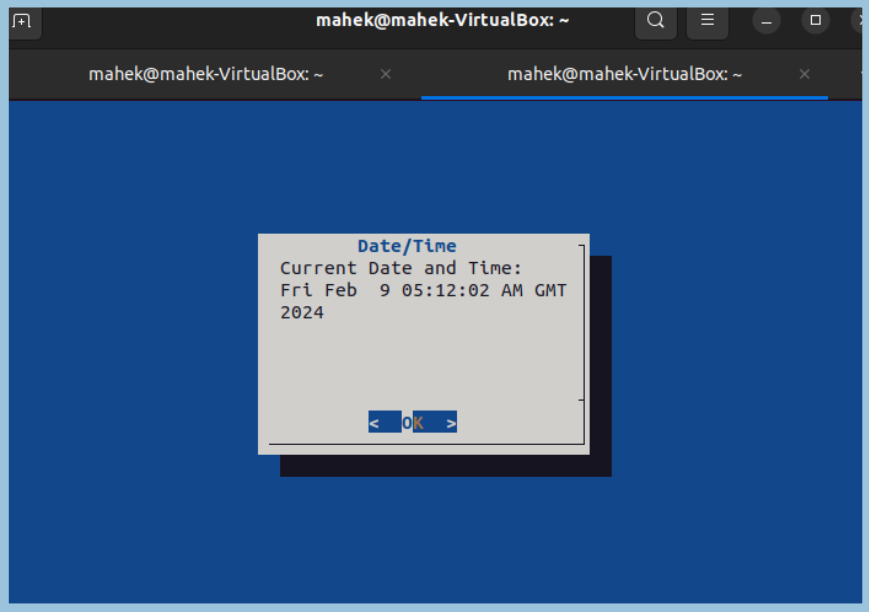 mahek@mahek-VirtualBox: ~
mahek@mahek-VirtualBox: ~
mahek@mahek-VirtualBox: ~
Date/Time
Current Date and Time:
Fri Feb  9 05:12:02 AM GMT
2024
<  OK  >